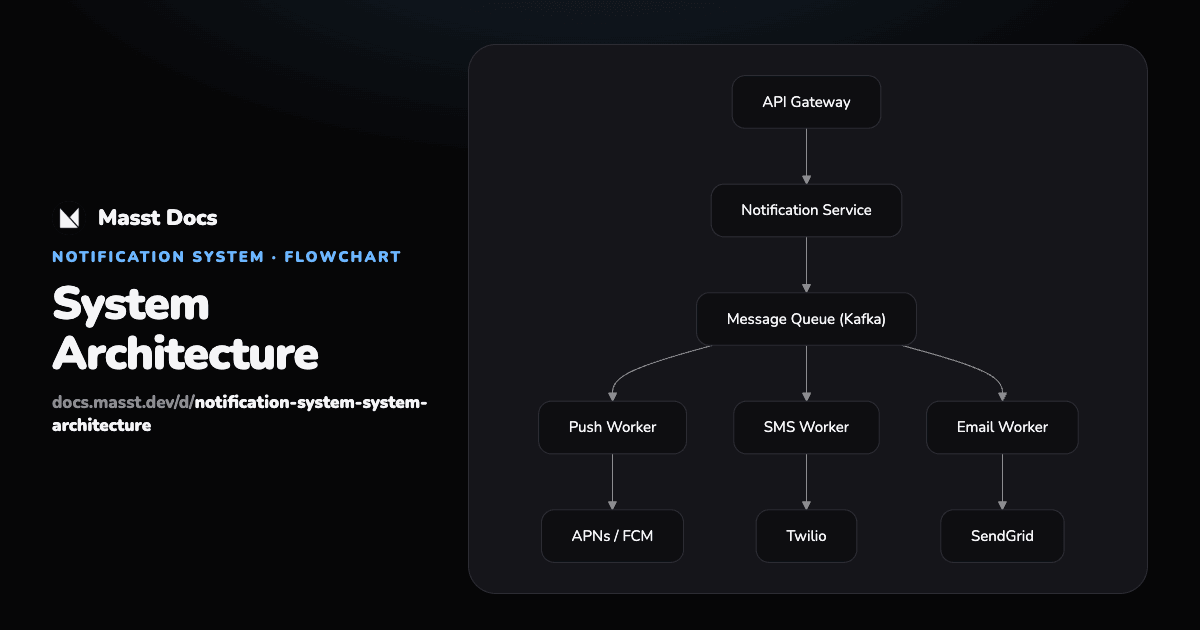 Masst Docs
NOTIFICATION SYSTEM · FLOWCHART
System
Architecture
docs.masst.dev/d/notification-system-system-
architecture
API Gateway
Notification Service
Message Queue (Kafka)
Push Worker
SMS Worker
Email Worker
APNs / FCM
Twilio
SendGrid